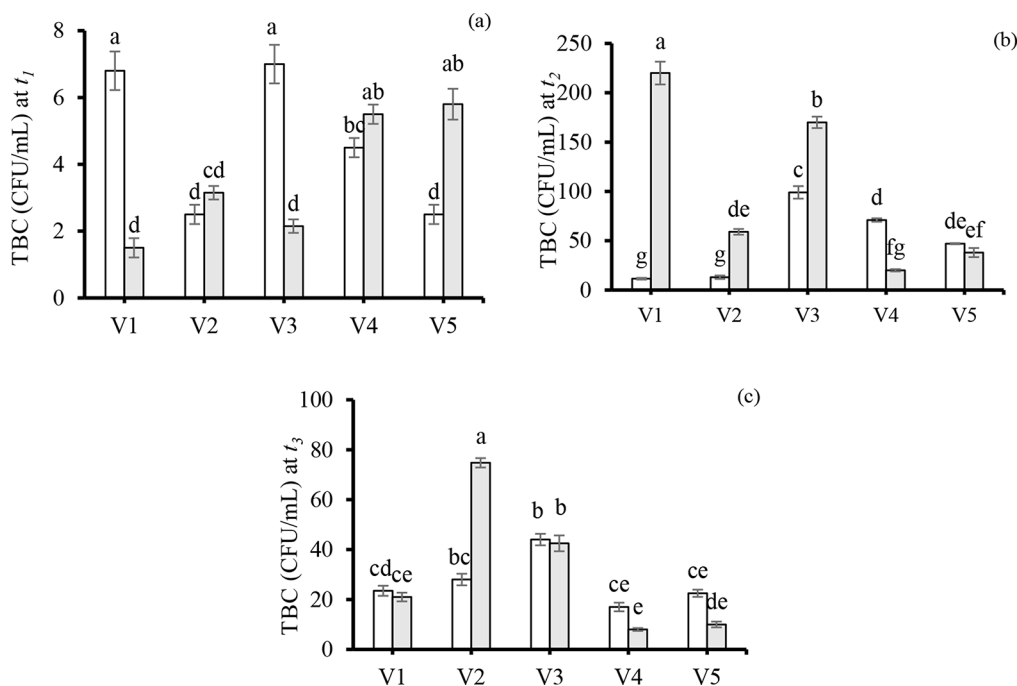 (a)
TBC (CFU/mL) at t1
8
6
4
2
0
a
d
d
cd
a
d
bc
ab
d
ab
V1 V2 V3 V4 V5
(b)
TBC (CFU/mL) at t2
250
200
150
100
50
0
g
a
g
de
c
b
d
fg
de
ef
V1 V2 V3 V4 V5
(c)
TBC (CFU/mL) at t3
100
80
60
40
20
0
cd
ce
bc
a
b
b
ce
e
ce
de
V1 V2 V3 V4 V5